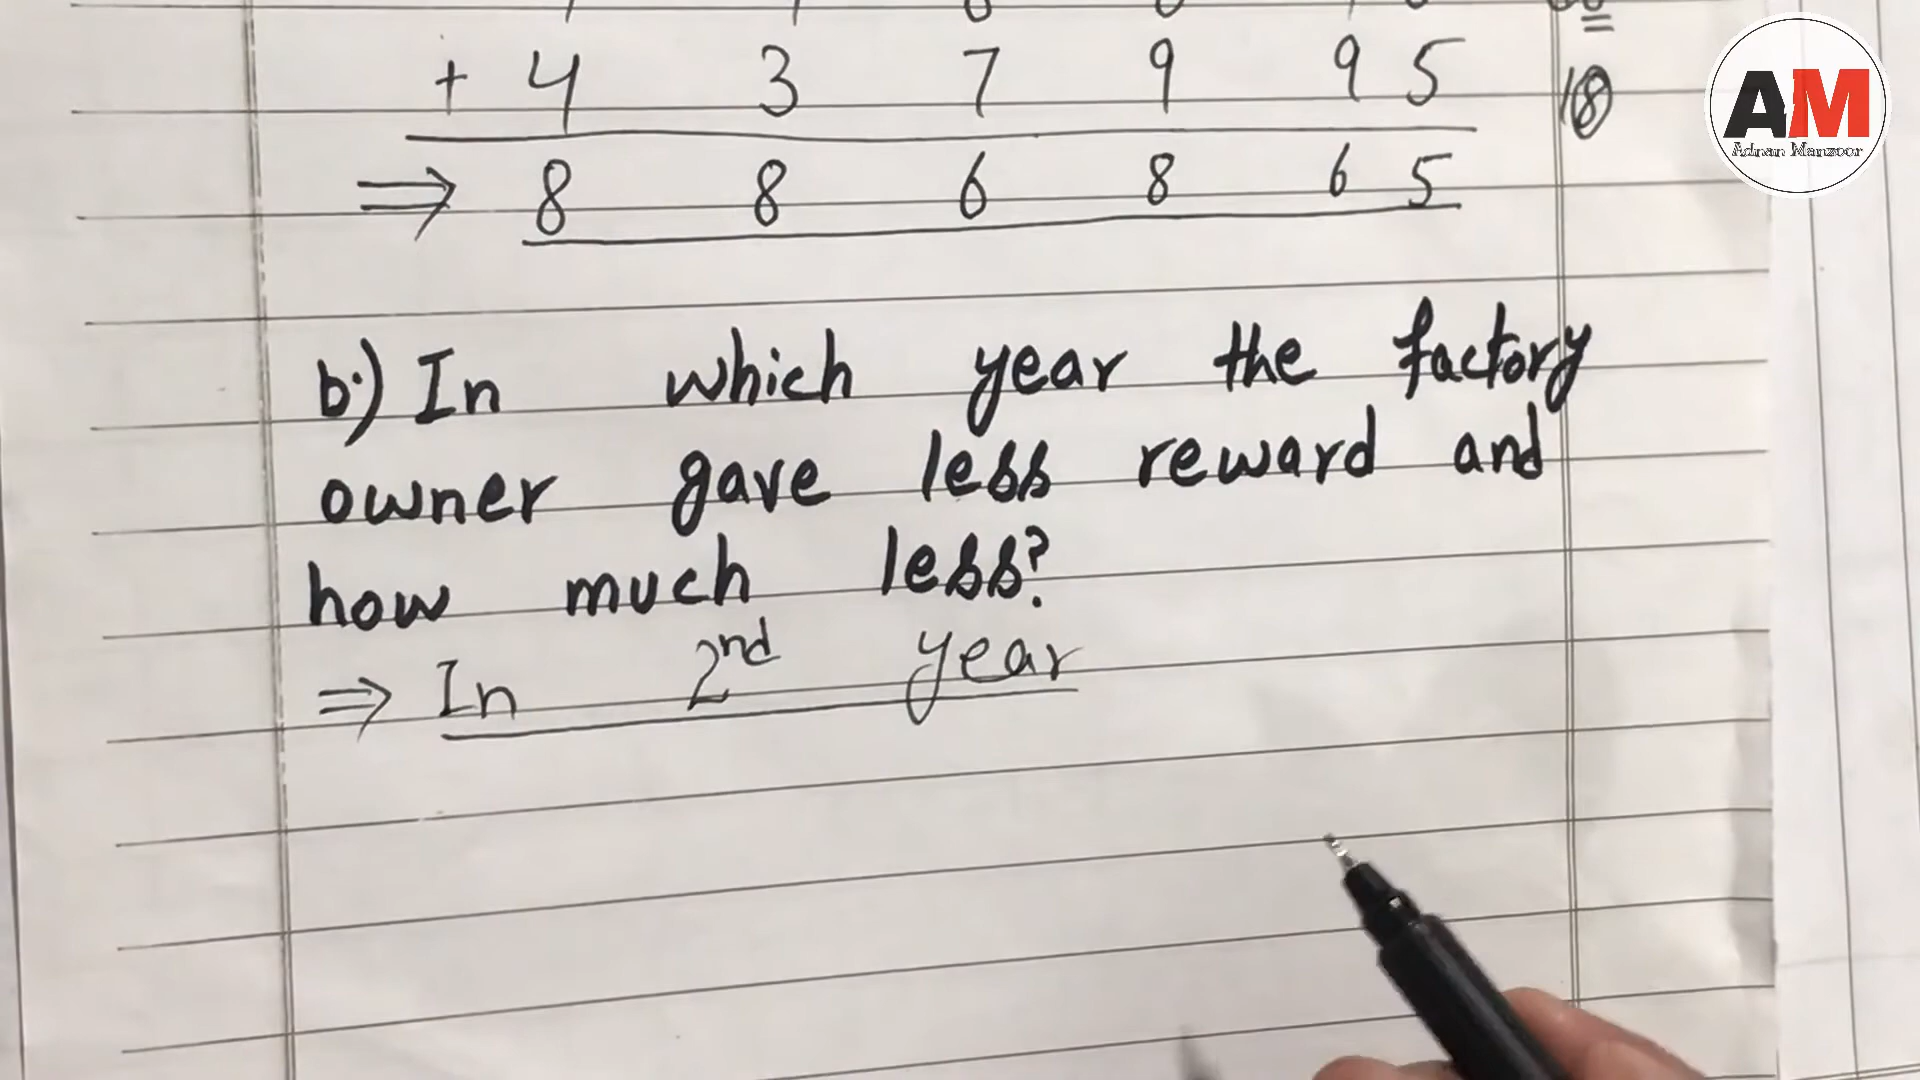 + 4 3 7 9 9 5
18
⇒ 8 8 6 8 6 5
b.) In which year the factory
owner gave less reward and
how much less?
⇒ In 2nd year
AM
Adnan Manzoor